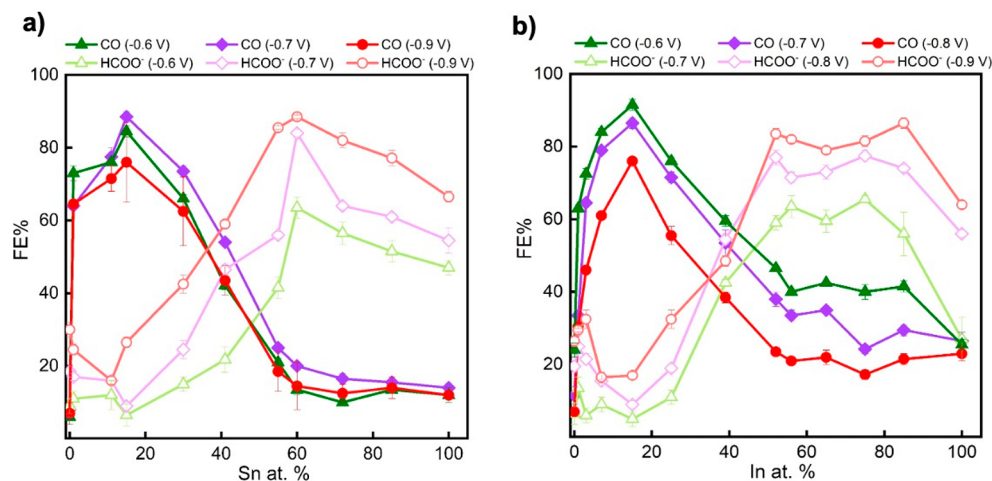 a)
CO (-0.6 V) CO (-0.7 V) CO (-0.9 V)
HCOO⁻ (-0.6 V) HCOO⁻ (-0.7 V) HCOO⁻ (-0.9 V)
100
80
60
40
20
FE%
0 20 40 60 80 100
Sn at. %
b)
CO (-0.6 V) CO (-0.7 V) CO (-0.8 V)
HCOO⁻ (-0.7 V) HCOO⁻ (-0.8 V) HCOO⁻ (-0.9 V)
100
80
60
40
20
FE%
0 20 40 60 80 100
In at. %